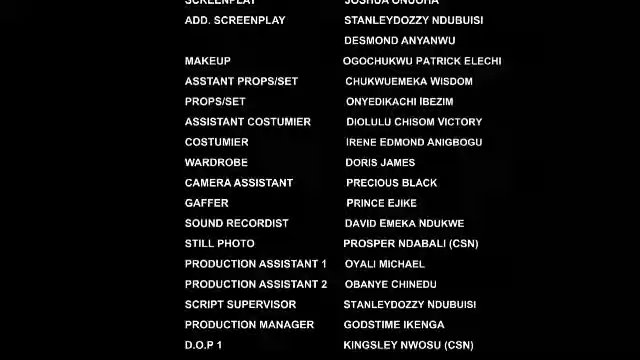 SCREENPLAY JOSHUA ONUOHA
ADD. SCREENPLAY STANLEYDOZZY NDUBUISI
DESMOND ANYANWU
MAKEUP OGOCHUKWU PATRICK ELECHI
ASSTANT PROPS/SET CHUKWUEMEKA WISDOM
PROPS/SET ONYEDIKACHI IBEZIM
ASSISTANT COSTUMIER DIOLULU CHISOM VICTORY
COSTUMIER IRENE EDMOND ANIGBOGU
WARDROBE DORIS JAMES
CAMERA ASSISTANT PRECIOUS BLACK
GAFFER PRINCE EJIKE
SOUND RECORDIST DAVID EMEKA NDUKWE
STILL PHOTO PROSPER NDABALI (CSN)
PRODUCTION ASSISTANT 1 OYALI MICHAEL
PRODUCTION ASSISTANT 2 OBANYE CHINEDU
SCRIPT SUPERVISOR STANLEYDOZZY NDUBUISI
PRODUCTION MANAGER GODSTIME IKENGA
D.O.P 1 KINGSLEY NWOSU (CSN)